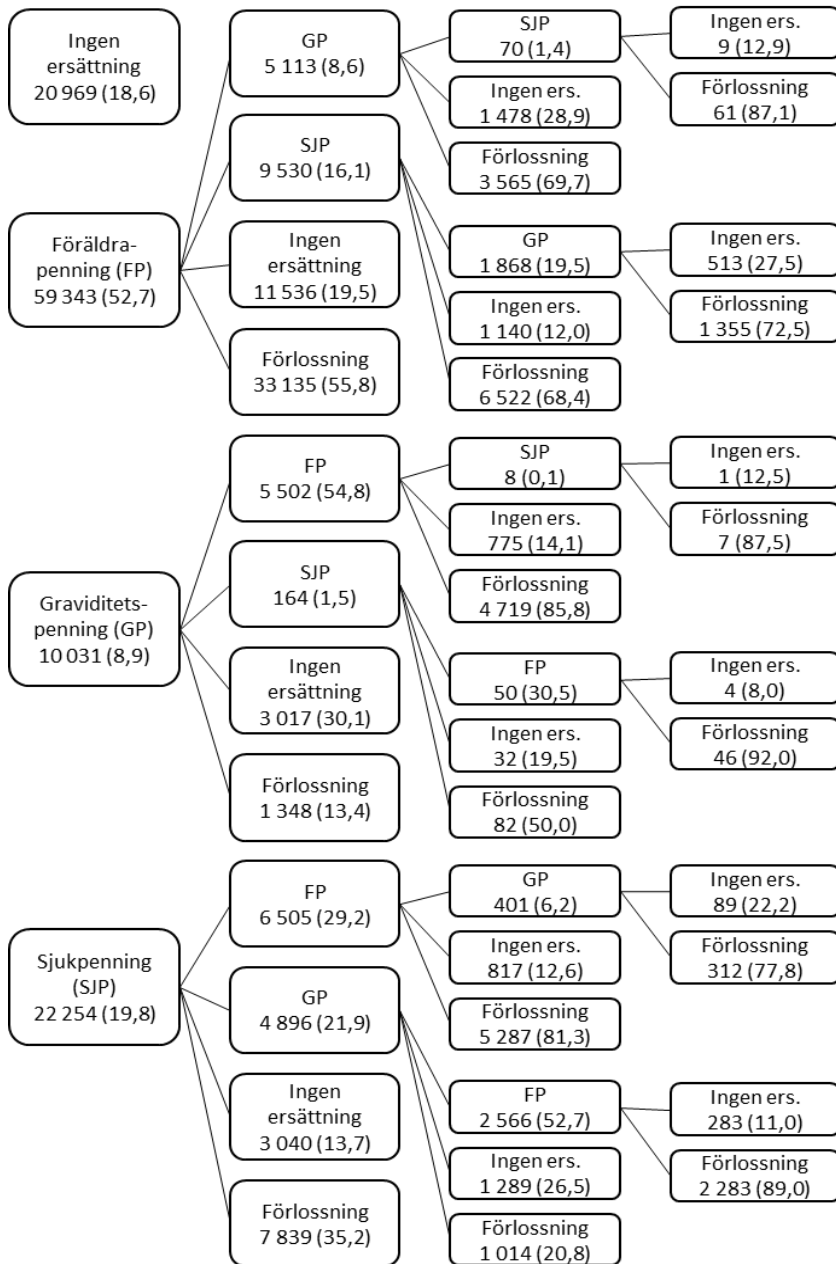 Ingen
ersättning
20 969 (18,6)
Föräldra-
penning (FP)
59 343 (52,7)
GP
5 113 (8,6)
SJP
70 (1,4)
Ingen ers.
9 (12,9)
Förlossning
61 (87,1)
Ingen ers.
1 478 (28,9)
Förlossning
3 565 (69,7)
SJP
9 530 (16,1)
GP
1 868 (19,5)
Ingen ers.
513 (27,5)
Förlossning
1 355 (72,5)
Ingen ers.
1 140 (12,0)
Förlossning
6 522 (68,4)
Ingen
ersättning
11 536 (19,5)
Förlossning
33 135 (55,8)
Graviditets-
penning (GP)
10 031 (8,9)
FP
5 502 (54,8)
SJP
8 (0,1)
Ingen ers.
1 (12,5)
Förlossning
7 (87,5)
Ingen ers.
775 (14,1)
Förlossning
4 719 (85,8)
SJP
164 (1,5)
FP
50 (30,5)
Ingen ers.
4 (8,0)
Förlossning
46 (92,0)
Ingen ers.
32 (19,5)
Förlossning
82 (50,0)
Ingen
ersättning
3 017 (30,1)
Förlossning
1 348 (13,4)
Sjukpenning
(SJP)
22 254 (19,8)
FP
6 505 (29,2)
GP
401 (6,2)
Ingen ers.
89 (22,2)
Förlossning
312 (77,8)
Ingen ers.
817 (12,6)
Förlossning
5 287 (81,3)
GP
4 896 (21,9)
FP
2 566 (52,7)
Ingen ers.
283 (11,0)
Förlossning
2 283 (89,0)
Ingen ers.
1 289 (26,5)
Förlossning
1 014 (20,8)
Ingen
ersättning
3 040 (13,7)
Förlossning
7 839 (35,2)